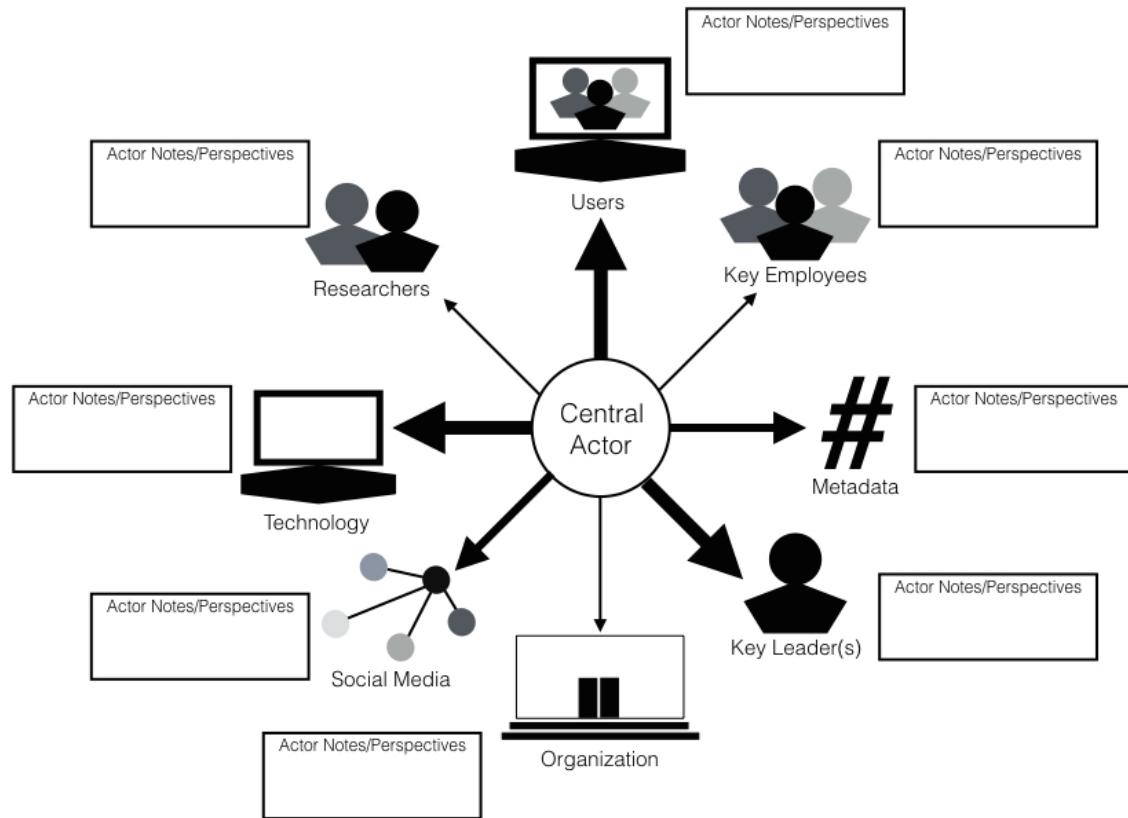 Actor Notes/Perspectives
Users
Actor Notes/Perspectives
Researchers
Actor Notes/Perspectives
Key Employees
Actor Notes/Perspectives
Technology
Central
Actor
Actor Notes/Perspectives
#
Metadata
Actor Notes/Perspectives
Social Media
Actor Notes/Perspectives
Key Leader(s)
Actor Notes/Perspectives
Organization